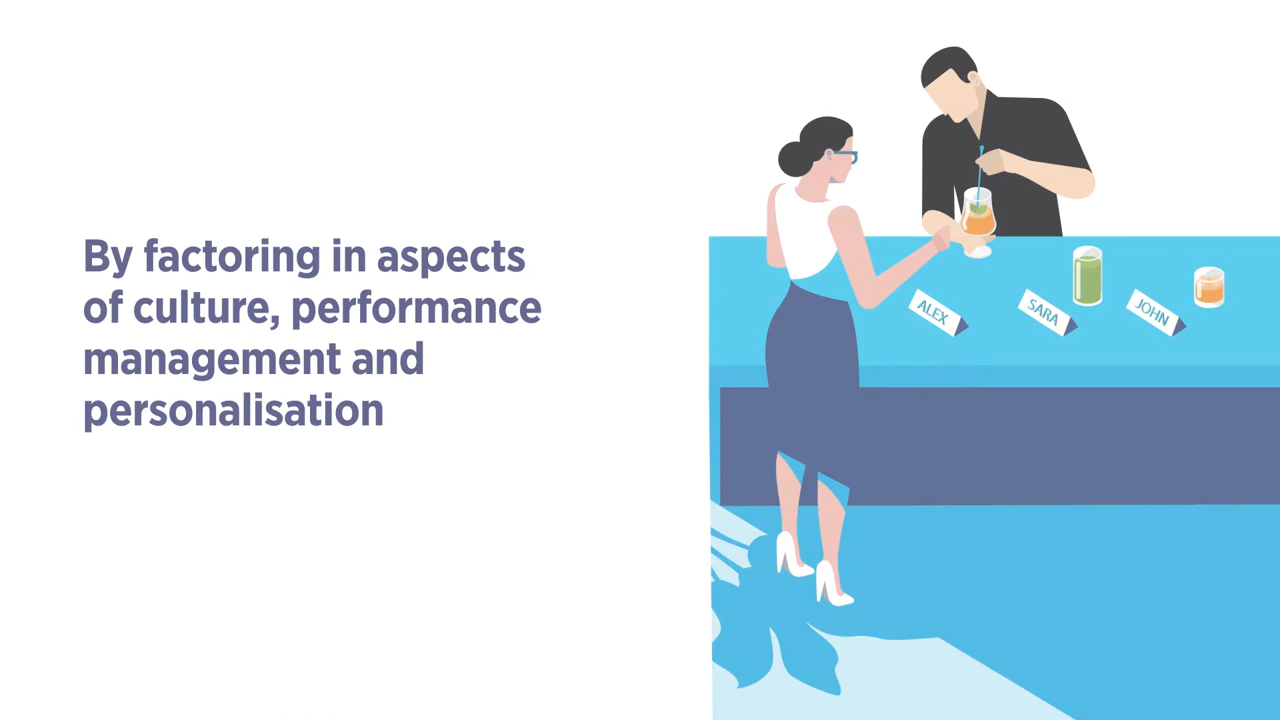 By factoring in aspects
of culture, performance
management and
personalisation
ALEX
SARA
JOHN